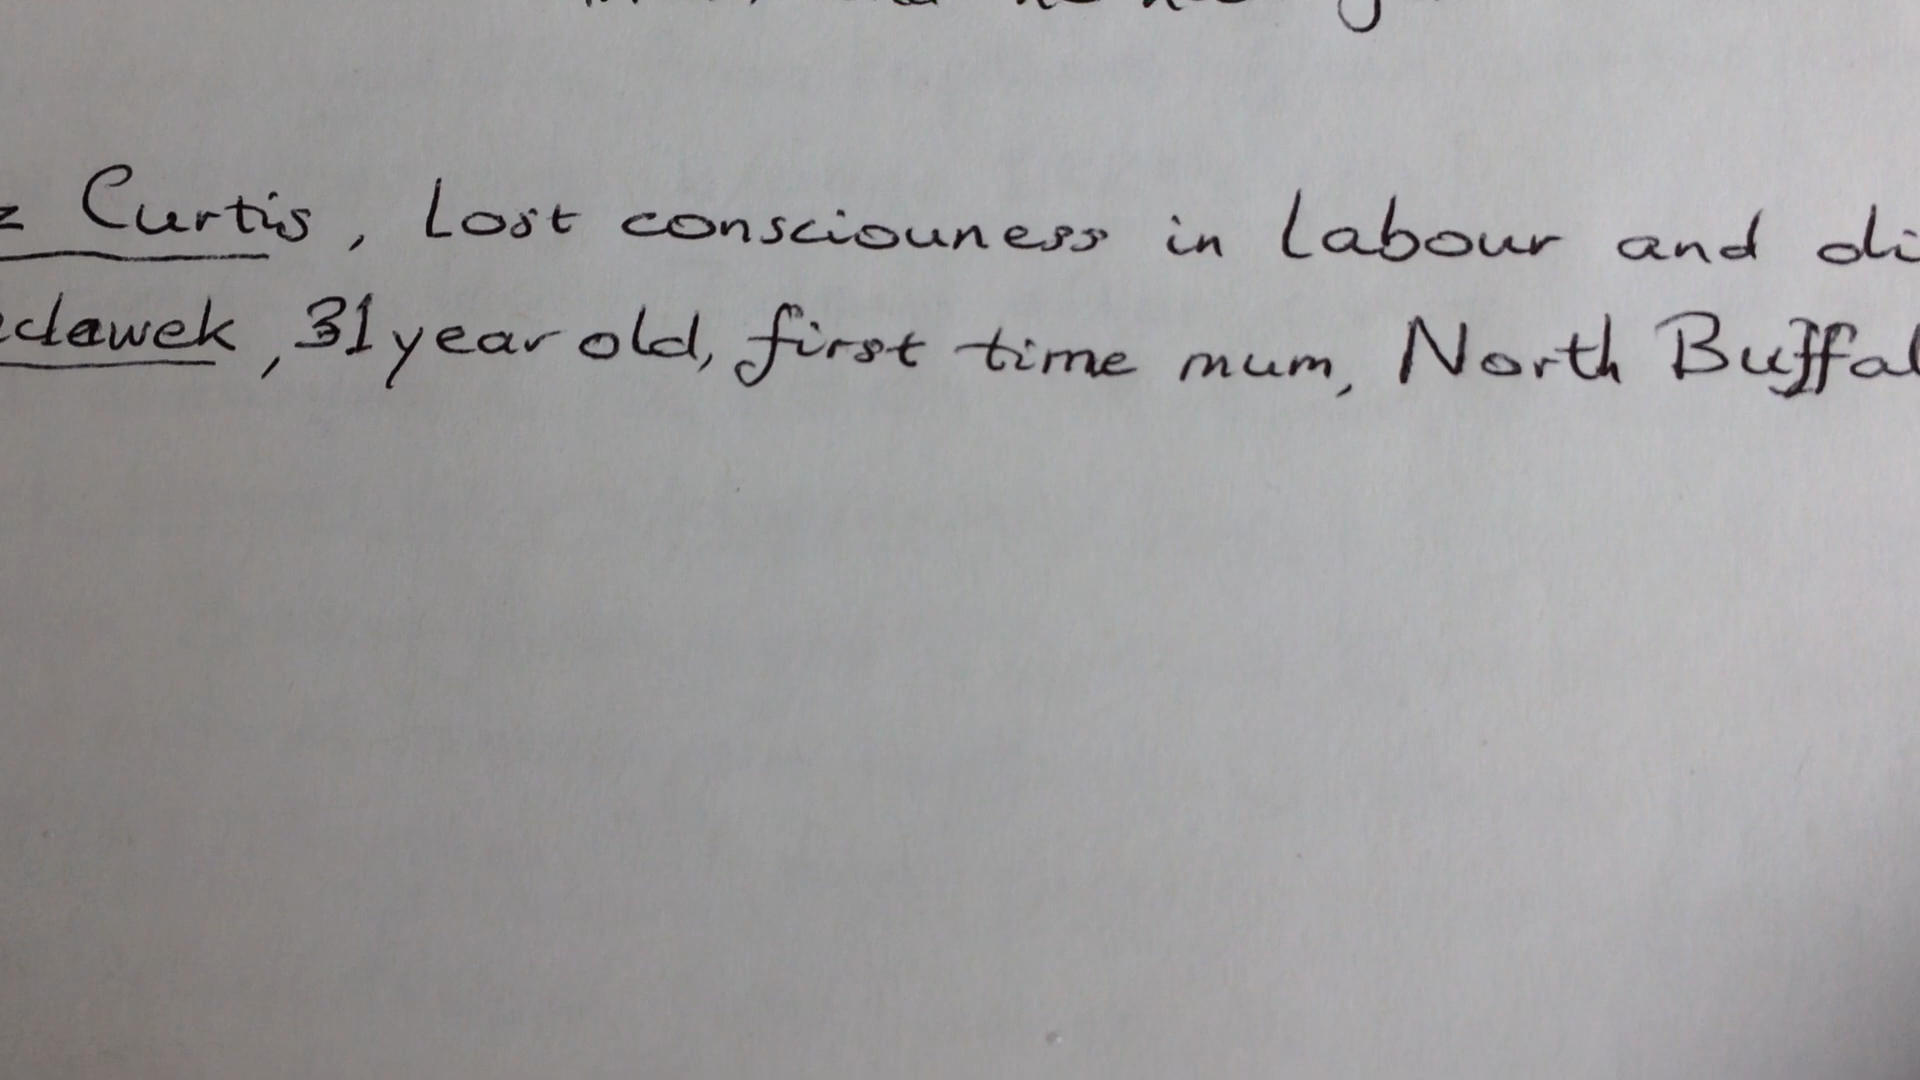 Curtis, Lost consciouness in labour and
31 year old, first time mum, North